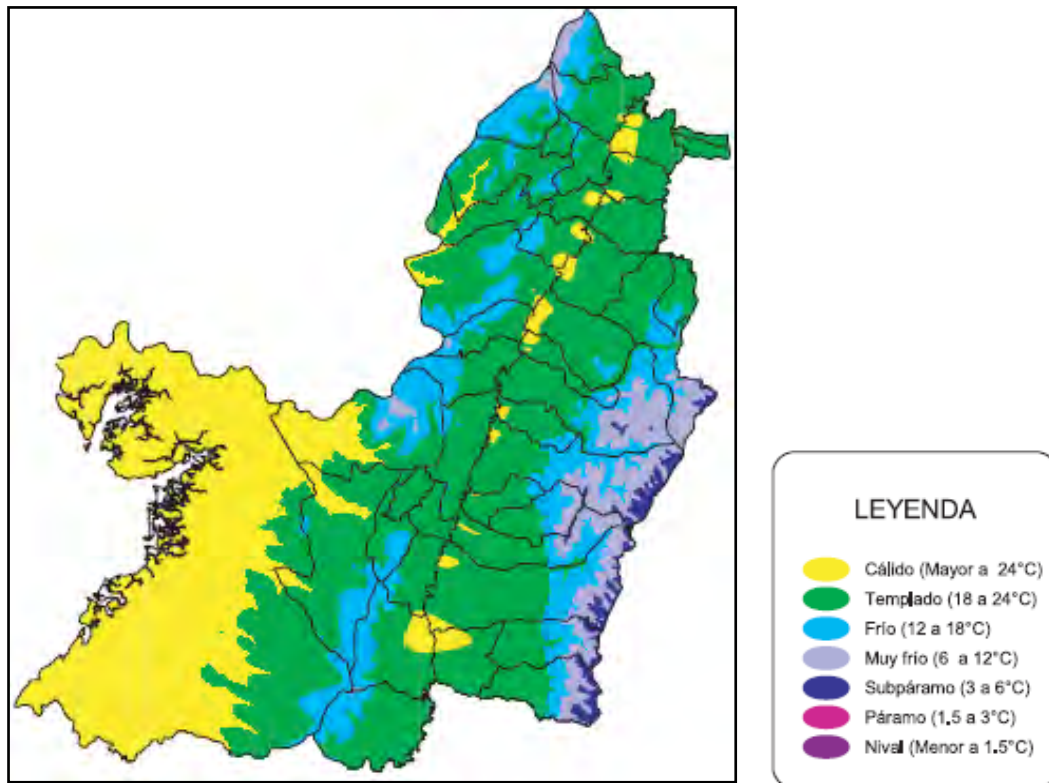 LEYENDA
Cálido (Mayor a 24°C)
Templado (18 a 24°C)
Frío (12 a 18°C)
Muy frio (6 a 12°C)
Subpáramo (3 a 6°C)
Páramo (1.5 a 3°C)
Nival (Menor a 1.5°C)